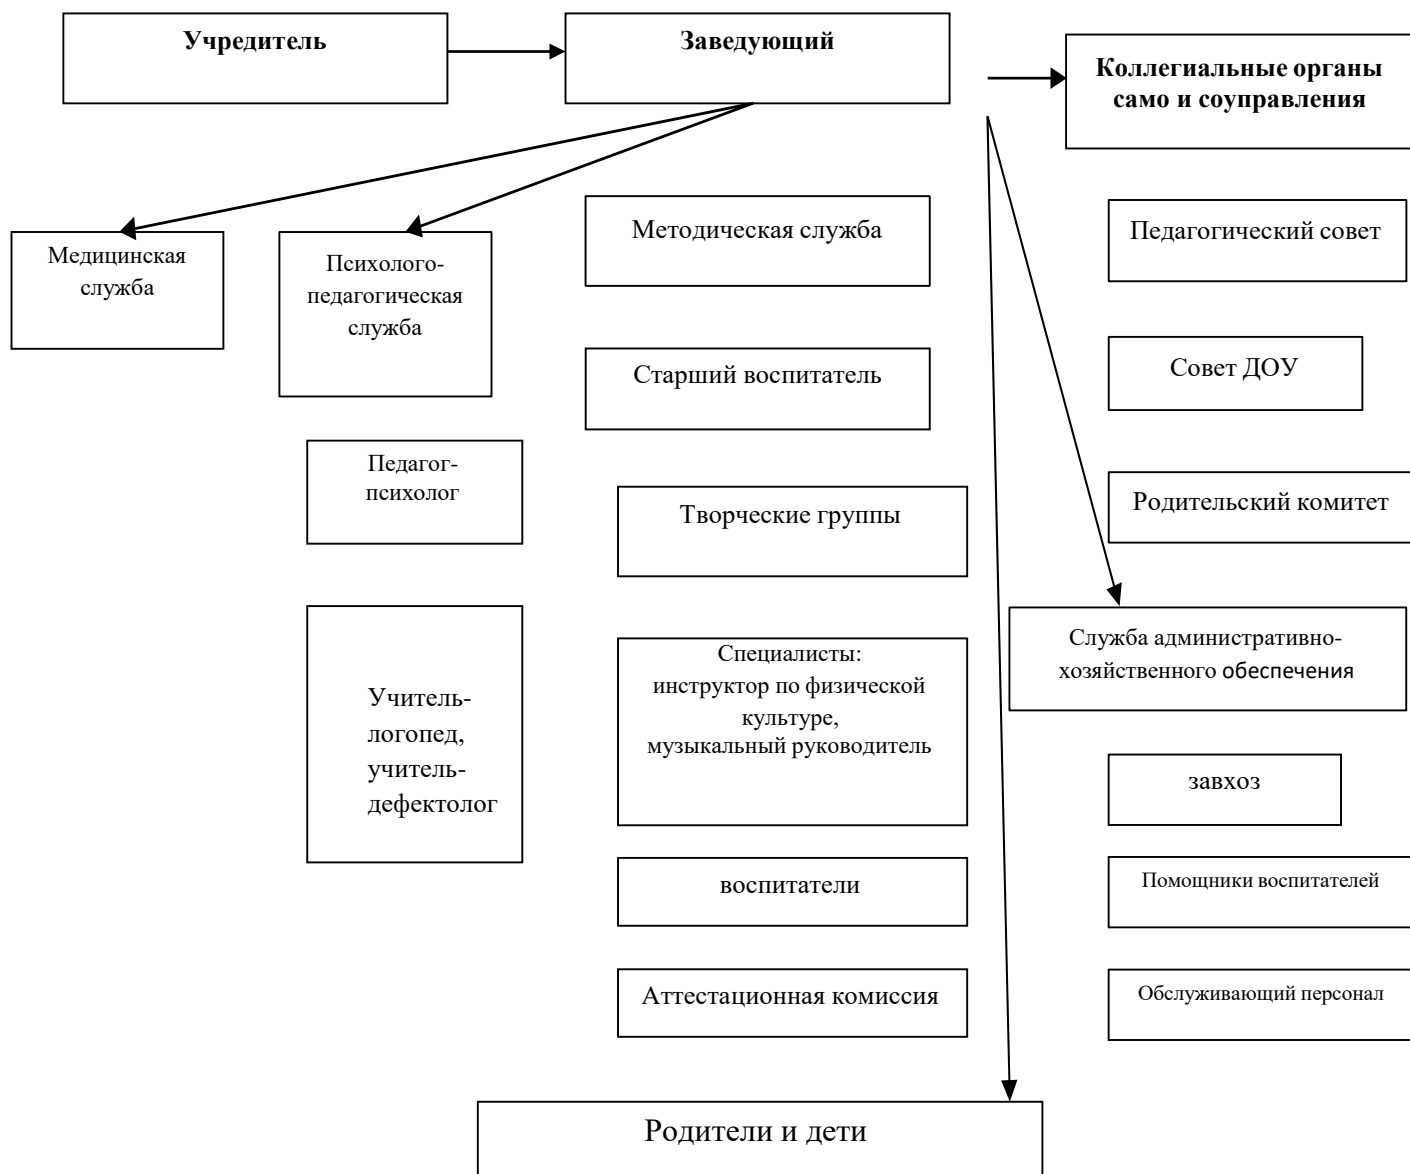 Учредитель
Заведующий
Коллегиальные органы
само и соуправления
Медицинская
служба
Психолого-
педагогическая
служба
Методическая служба
Педагогический совет
Старший воспитатель
Совет ДОУ
Педагог-
психолог
Творческие группы
Родительский комитет
Учитель-
логопед,
учитель-
дефектолог
Специалисты:
инструктор по физической
культуре,
музыкальный руководитель
Служба административно-
хозяйственного обеспечения
завхоз
воспитатели
Помощники воспитателей
Аттестационная комиссия
Обслуживающий персонал
Родители и дети